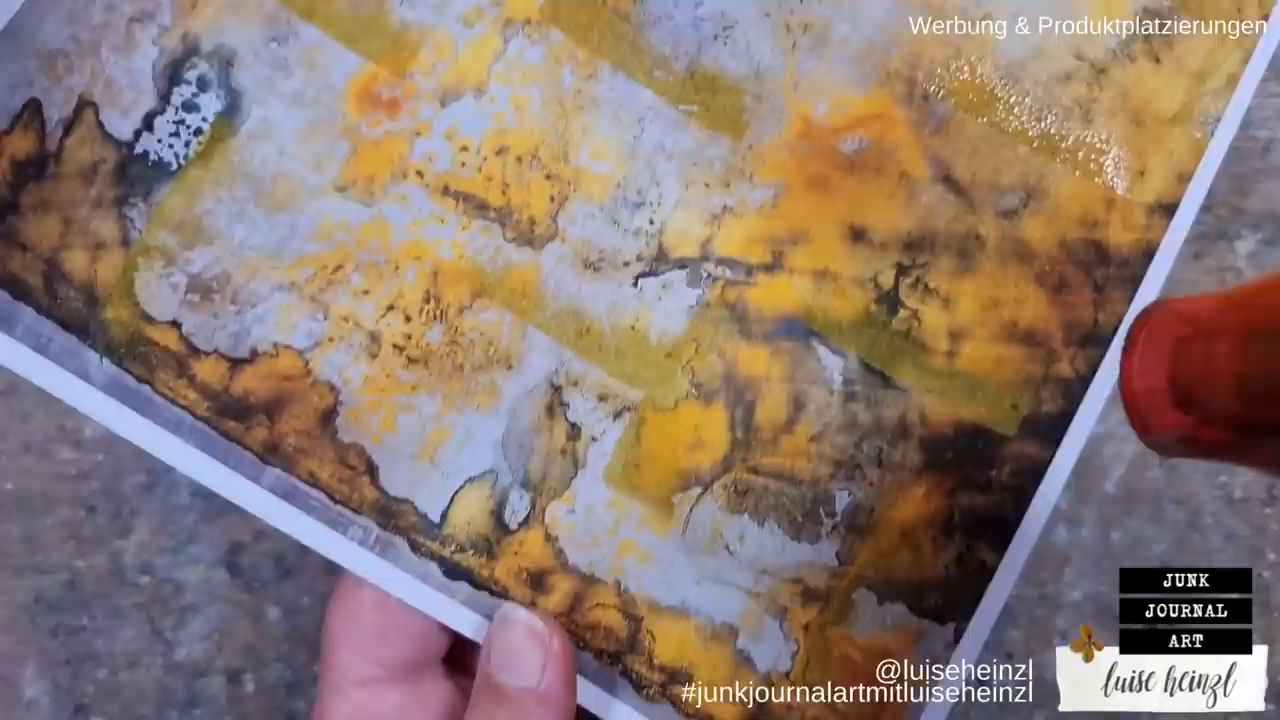 Werbung & Produktplatzierungen
JUNK
JOURNAL
ART
luise heinzl
@luiseheinzl
#junkjournalartmitluiseheinzl